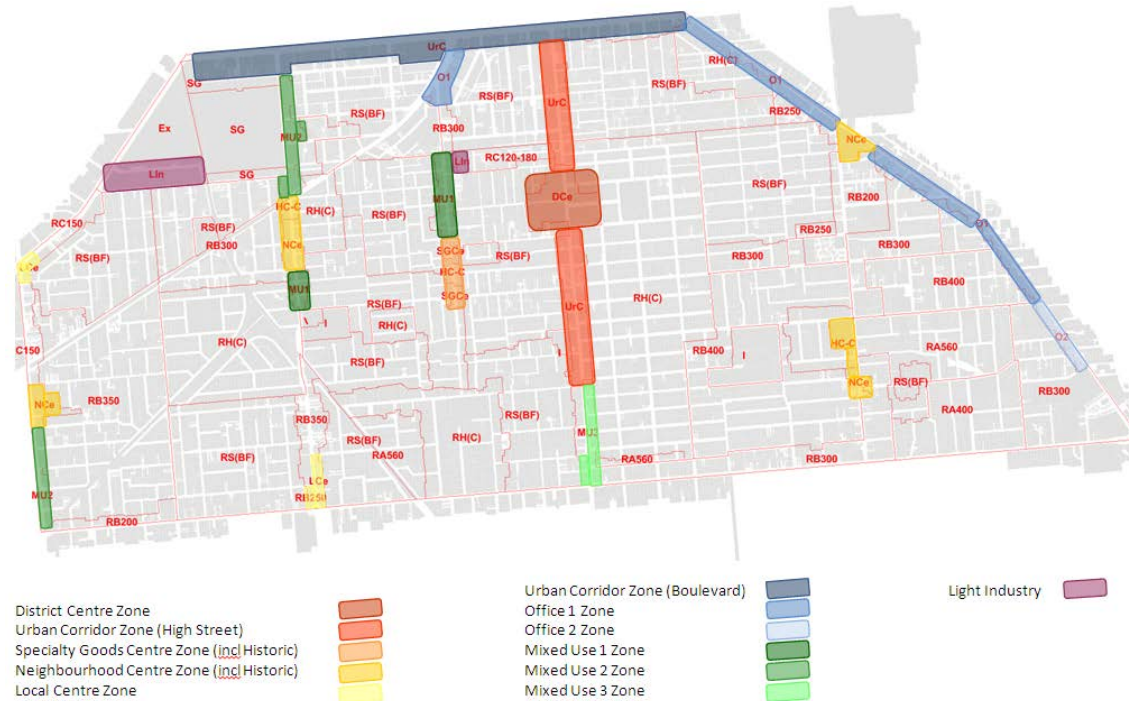 UrC
SG
O1
RH(C)
O1
RS(BF)
RS(BF)
RS(BF)
UrC
RB250
Ex
SG
MU2
RB300
NCe
LIn
RC120-180
LIn
SG
RS(BF)
DCe
RB200
MU1
HC-C
RH(C)
RS(BF)
RC150
RS(BF)
RB300
O1
RB250
RS(BF)
NCe
SGCe
RS(BF)
RB300
RB300
LCe
HC-C
RB400
MU1
SGCe
UrC
RH(C)
RS(BF)
I
RH(C)
C150
RH(C)
RS(BF)
I
RB400
I
HC-C
RA560
O2
NCe
RS(BF)
RB300
NCe
RB350
RB350
RS(BF)
RA400
RS(BF)
RS(BF)
RA560
RH(C)
MU3
RA560
RB300
LCe
MU2
RB250
RB200
District Centre Zone
Urban Corridor Zone (High Street)
Specialty Goods Centre Zone (incl Historic)
Neighbourhood Centre Zone (incl Historic)
Local Centre Zone
Urban Corridor Zone (Boulevard)
Office 1 Zone
Office 2 Zone
Mixed Use 1 Zone
Mixed Use 2 Zone
Mixed Use 3 Zone
Light Industry